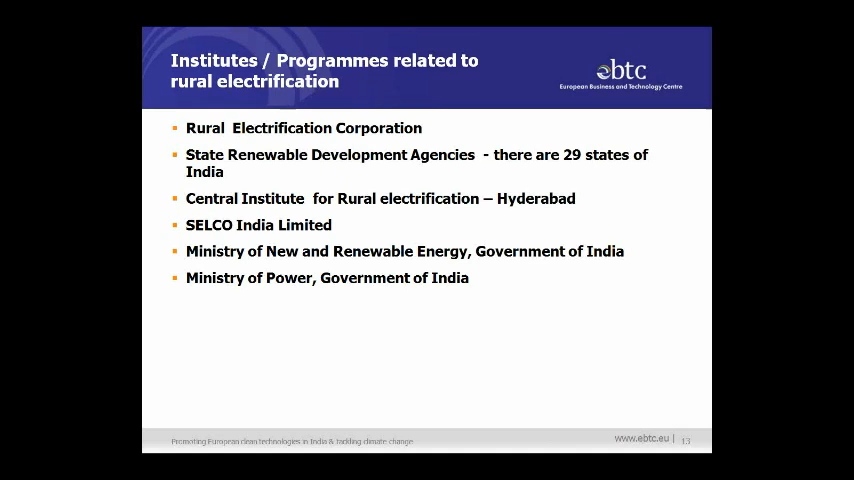 Institutes / Programmes related to
rural electrification
ebtc
European Business and Technology Centre
Rural Electrification Corporation
State Renewable Development Agencies - there are 29 states of
India
Central Institute for Rural electrification – Hyderabad
SELCO India Limited
Ministry of New and Renewable Energy, Government of India
Ministry of Power, Government of India
Promoting European clean technologies in India & Tackling climate change
www.ebtc.eu | 13